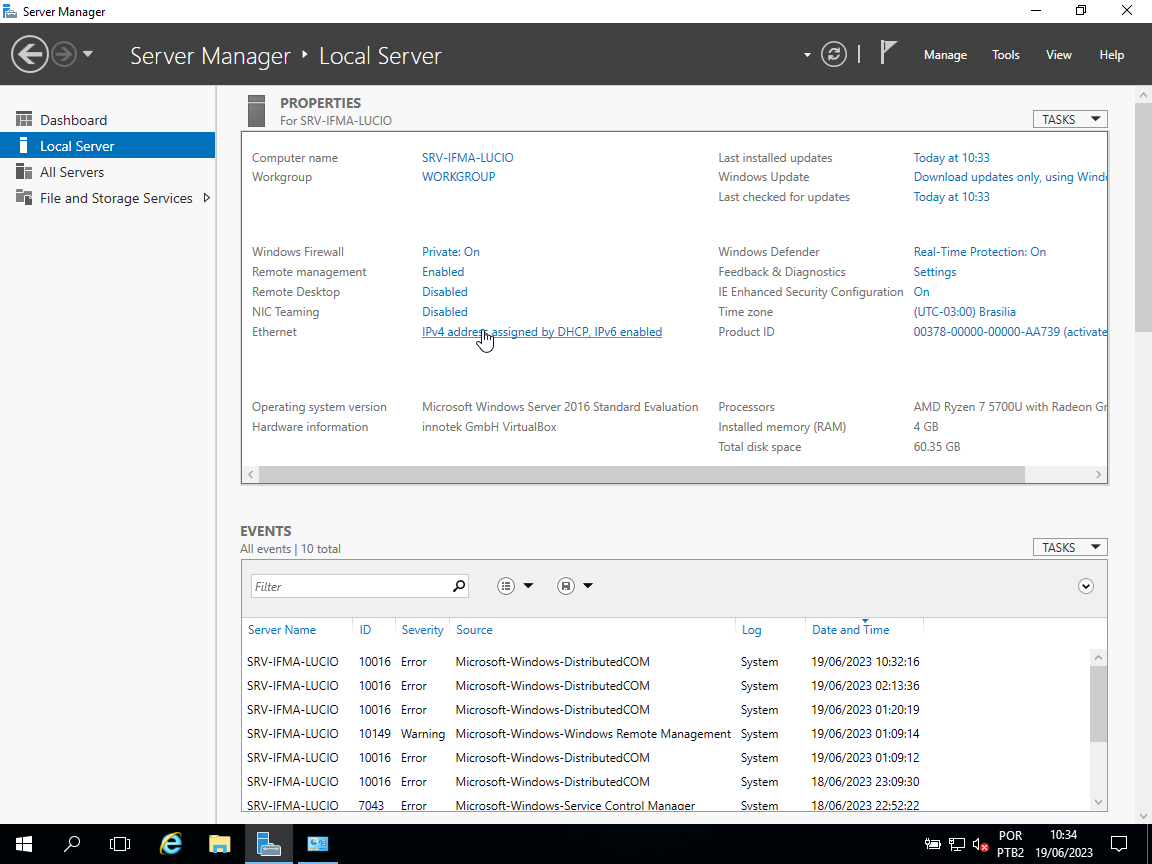 Server Manager
Server Manager ‣ Local Server
Manage Tools View Help
Dashboard
Local Server
All Servers
File and Storage Services
PROPERTIES
For SRV-IFMA-LUCIO
TASKS
Computer name SRV-IFMA-LUCIO Last installed updates Today at 10:33
Workgroup WORKGROUP Windows Update Download updates only, using Windo
Last checked for updates Today at 10:33
Windows Firewall Private: On Windows Defender Real-Time Protection: On
Remote management Enabled Feedback & Diagnostics Settings
Remote Desktop Disabled IE Enhanced Security Configuration On
NIC Teaming Disabled Time zone (UTC-03:00) Brasilia
Ethernet IPv4 address assigned by DHCP, IPv6 enabled Product ID 00378-00000-00000-AA739 (activate
Operating system version Microsoft Windows Server 2016 Standard Evaluation Processors AMD Ryzen 7 5700U with Radeon Gr
Hardware information innotek GmbH VirtualBox Installed memory (RAM) 4 GB
Total disk space 60.35 GB
EVENTS
All events | 10 total
TASKS
Filter
Server Name ID Severity Source Log Date and Time
SRV-IFMA-LUCIO 10016 Error Microsoft-Windows-DistributedCOM System 19/06/2023 10:32:16
SRV-IFMA-LUCIO 10016 Error Microsoft-Windows-DistributedCOM System 19/06/2023 02:13:36
SRV-IFMA-LUCIO 10016 Error Microsoft-Windows-DistributedCOM System 19/06/2023 01:20:19
SRV-IFMA-LUCIO 10149 Warning Microsoft-Windows-Windows Remote Management System 19/06/2023 01:09:14
SRV-IFMA-LUCIO 10016 Error Microsoft-Windows-DistributedCOM System 19/06/2023 01:09:12
SRV-IFMA-LUCIO 10016 Error Microsoft-Windows-DistributedCOM System 18/06/2023 23:09:30
SRV-IFMA-LUCIO 7043 Error Microsoft-Windows-Service Control Manager System 18/06/2023 22:52:22
POR 10:34
PTB2 19/06/2023